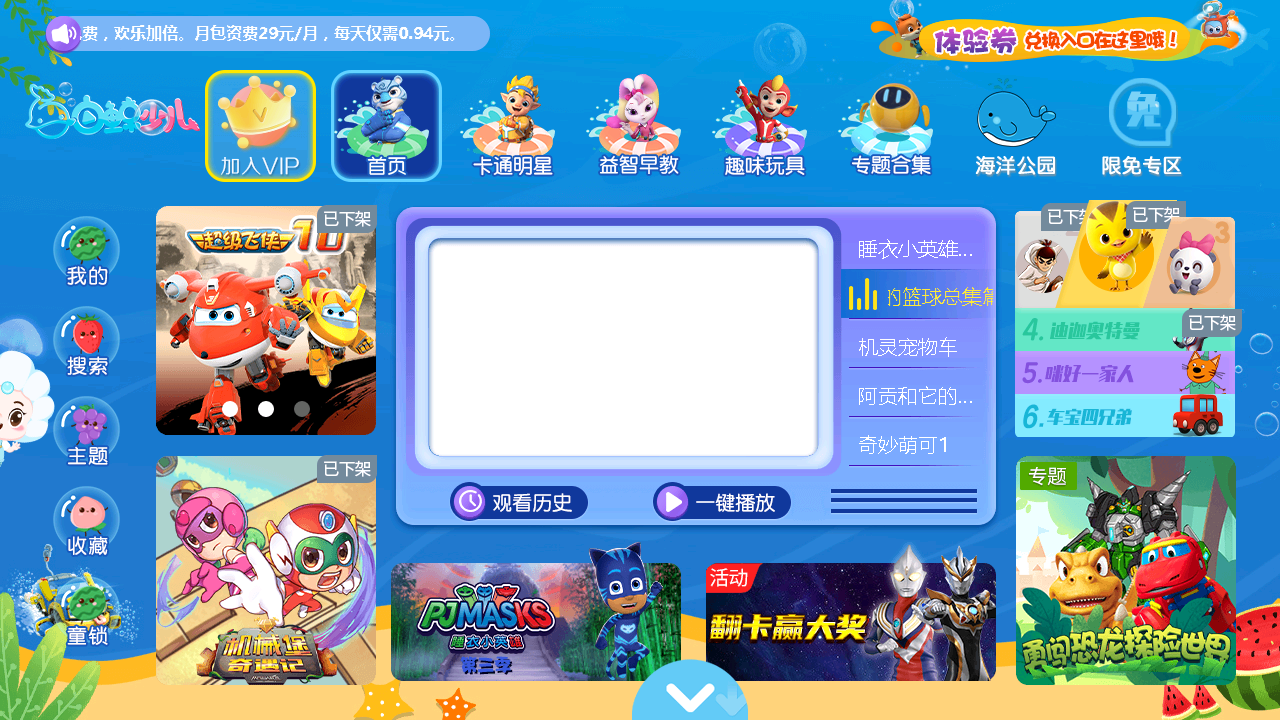 费，欢乐加倍。月包资费29元/月，每天仅需0.94元。
体验券 兑换入口在这里哦！
白鲸少儿
加入VIP
首页
卡通明星
益智早教
趣味玩具
专题合集
海洋公园
免
限免专区
我的
搜索
主题
收藏
童锁
已下架
超级飞侠10
已下架
机械堡
奇遇记
睡衣小英雄...
的篮球总集篇
机灵宠物车
阿贡和它的...
奇妙萌可1
观看历史
一键播放
PJMASKS
睡衣小英雄
第三季
活动
翻卡赢大奖
已下架
已下架
3
4.迪迦奥特曼
已下架
5.咪好一家人
6.车宝四兄弟
专题
勇闯恐龙探险世界